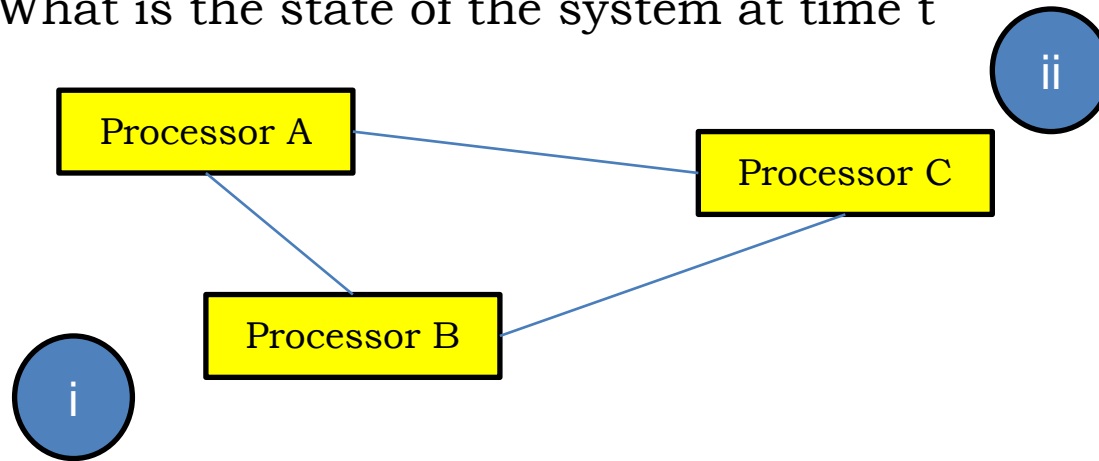 What is the state of the system at time t
ii
Processor A
Processor C
Processor B
i